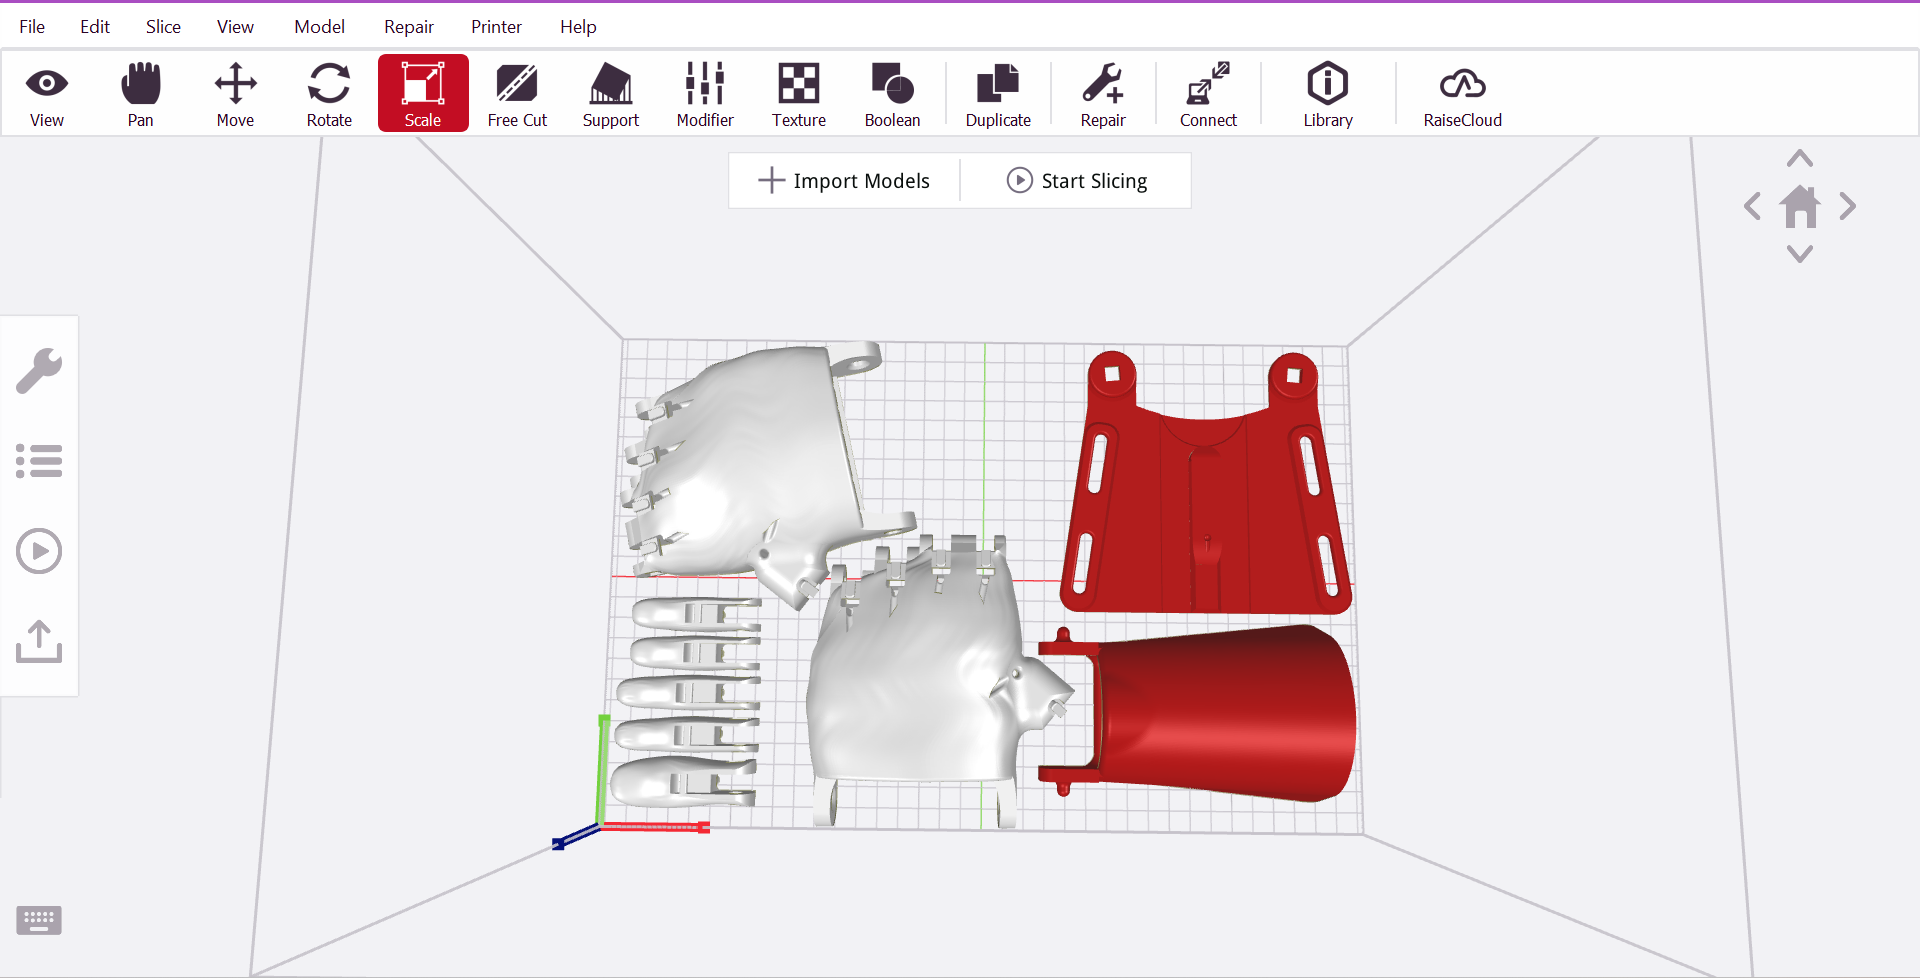 File Edit Slice View Model Repair Printer Help
View Pan Move Rotate Scale Free Cut Support Modifier Texture Boolean Duplicate Repair Connect Library RaiseCloud
Import Models Start Slicing